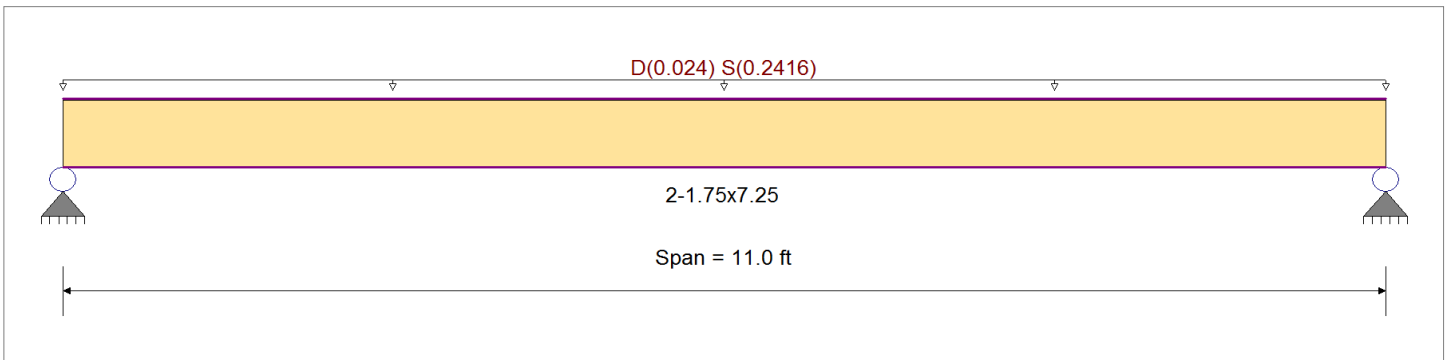 D(0.024) S(0.2416)
2-1.75x7.25
Span = 11.0 ft